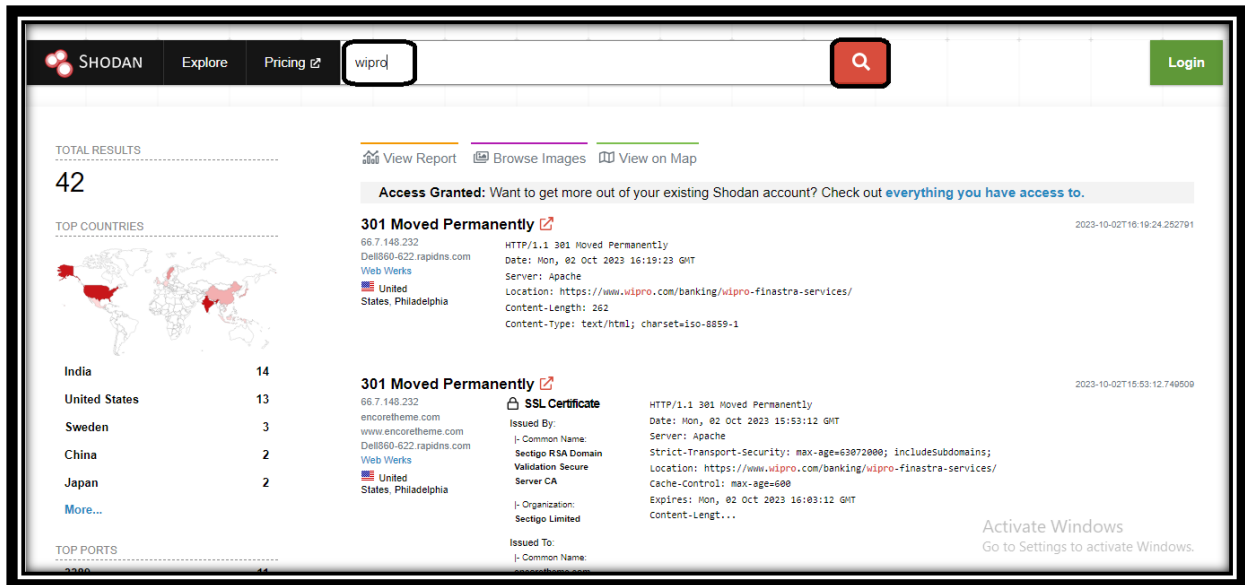 SHODAN Explore Pricing wipro Login
TOTAL RESULTS
42
TOP COUNTRIES
India 14
United States 13
Sweden 3
China 2
Japan 2
More...
TOP PORTS
3389 11
View Report Browse Images View on Map
Access Granted: Want to get more out of your existing Shodan account? Check out everything you have access to.
301 Moved Permanently 2023-10-02T16:19:24.252791
66.7.148.232
Dell860-622.rapidns.com
Web Werks
United
States, Philadelphia
HTTP/1.1 301 Moved Permanently
Date: Mon, 02 Oct 2023 16:19:23 GMT
Server: Apache
Location: https://www.wipro.com/banking/wipro-finastra-services/
Content-Length: 262
Content-Type: text/html; charset=iso-8859-1
301 Moved Permanently 2023-10-02T15:53:12.749509
66.7.148.232
encoretheme.com
www.encoretheme.com
Dell860-622.rapidns.com
Web Werks
United
States, Philadelphia
SSL Certificate
Issued By:
|- Common Name:
Sectigo RSA Domain
Validation Secure
Server CA
|- Organization:
Sectigo Limited
Issued To:
|- Common Name:
encoretheme.com
HTTP/1.1 301 Moved Permanently
Date: Mon, 02 Oct 2023 15:53:12 GMT
Server: Apache
Strict-Transport-Security: max-age=63072000; includeSubdomains;
Location: https://www.wipro.com/banking/wipro-finastra-services/
Cache-Control: max-age=600
Expires: Mon, 02 Oct 2023 16:03:12 GMT
Content-Lengt...
Activate Windows
Go to Settings to activate Windows.